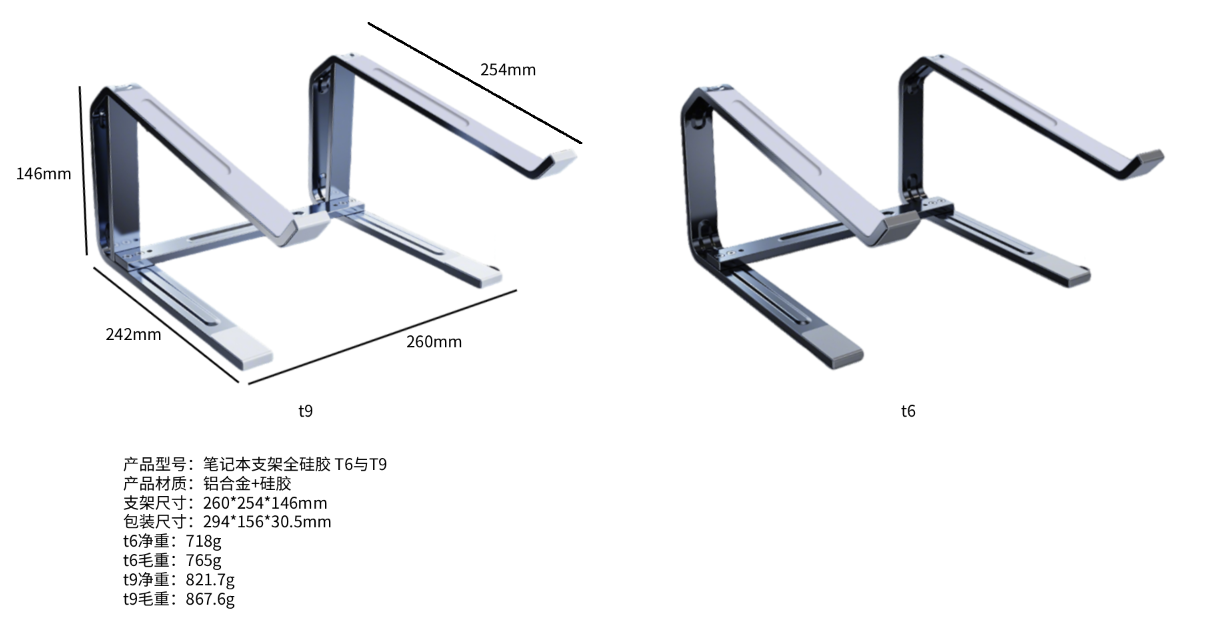 254mm
146mm
242mm
260mm
t9
t6
产品型号：笔记本支架全硅胶 T6与T9
产品材质：铝合金+硅胶
支架尺寸：260*254*146mm
包装尺寸：294*156*30.5mm
t6净重：718g
t6毛重：765g
t9净重：821.7g
t9毛重：867.6g